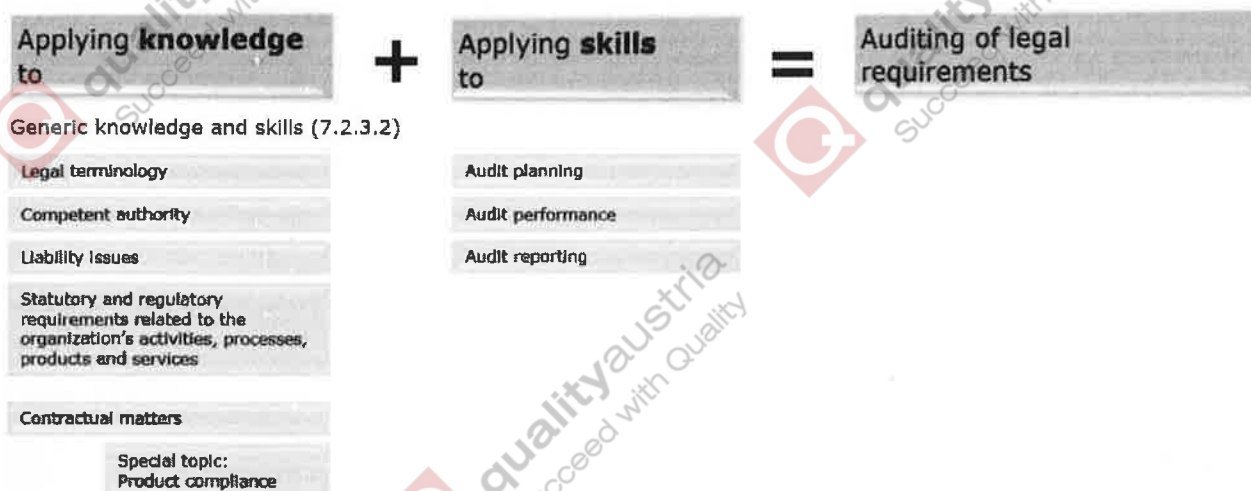 Applying knowledge
to
+
Applying skills
to
=
Auditing of legal
requirements
Generic knowledge and skills (7.2.3.2)
Legal terminology
Competent authority
Liability issues
Statutory and regulatory
requirements related to the
organization's activities, processes,
products and services
Contractual matters
Special topic:
Product compliance
Audit planning
Audit performance
Audit reporting
qualityaustria
Succeed with Quality